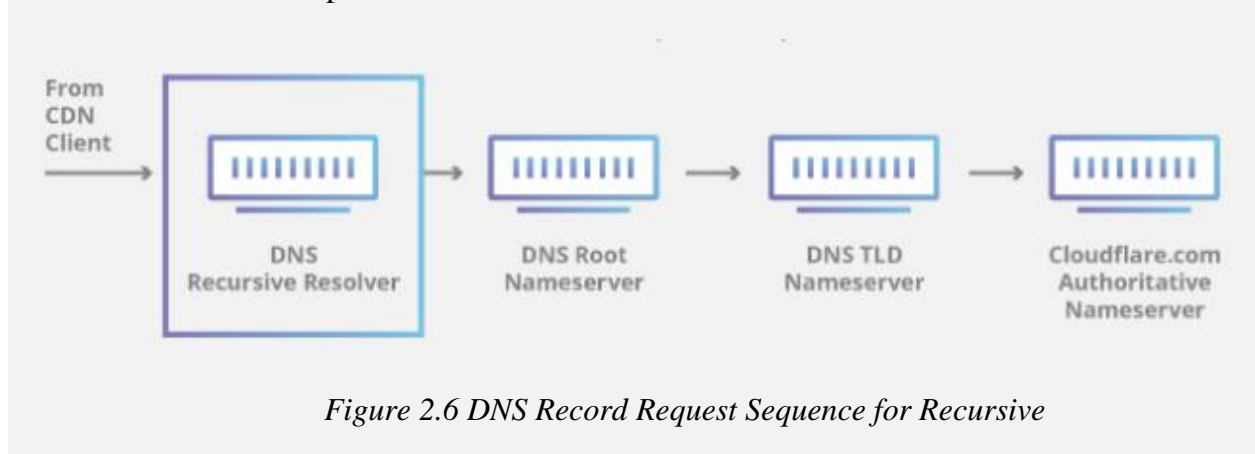 From
CDN
Client
DNS
Recursive Resolver
DNS Root
Nameserver
DNS TLD
Nameserver
Cloudflare.com
Authoritative
Nameserver
Figure 2.6 DNS Record Request Sequence for Recursive